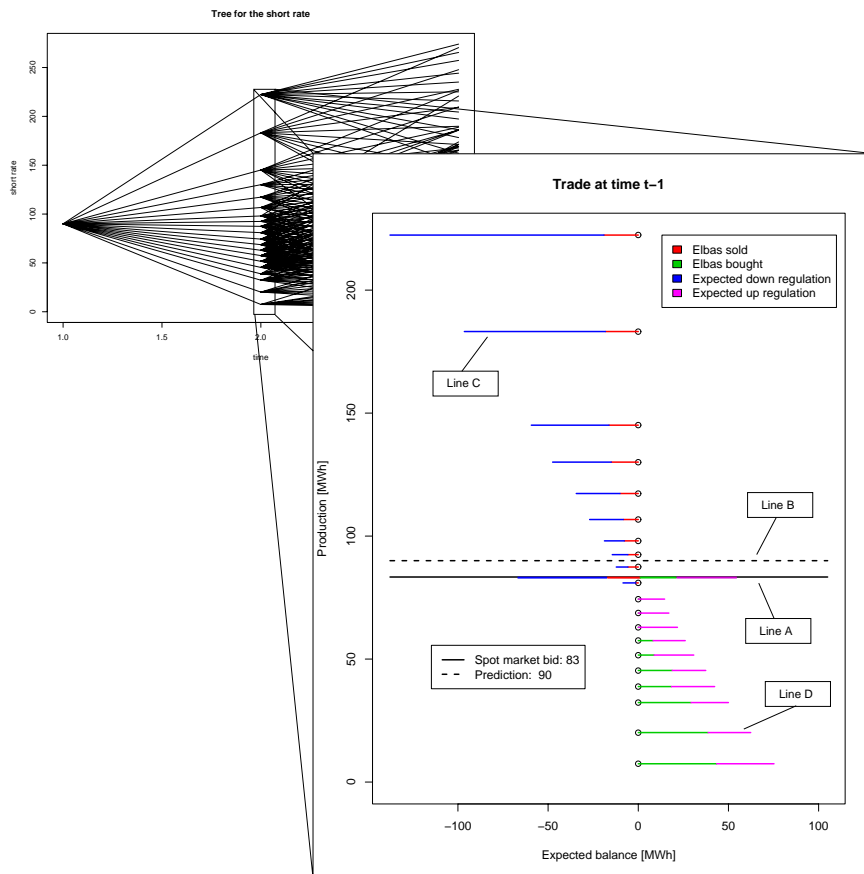 Tree for the short rate
short rate
0
50
100
150
200
250
1.0
1.5
2.0
time
Trade at time t−1
Elbas sold
Elbas bought
Expected down regulation
Expected up regulation
Line C
Line B
Line A
Spot market bid: 83
Prediction: 90
Line D
Production [MWh]
0
50
100
150
200
−100
−50
0
50
100
Expected balance [MWh]